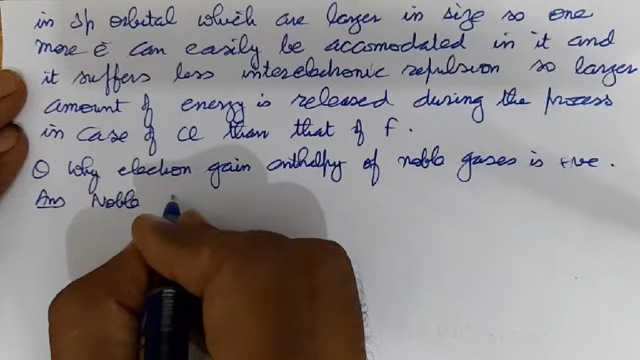 in 3p orbital which are larger in size so one
more e⁻ can easily be accomodated in it and
it suffers less interelectronic repulsion so larger
amount of energy is released during the process
in case of Cl than that of F.
Q Why electron gain enthalpy of noble gases is +ve.
Ans Noble